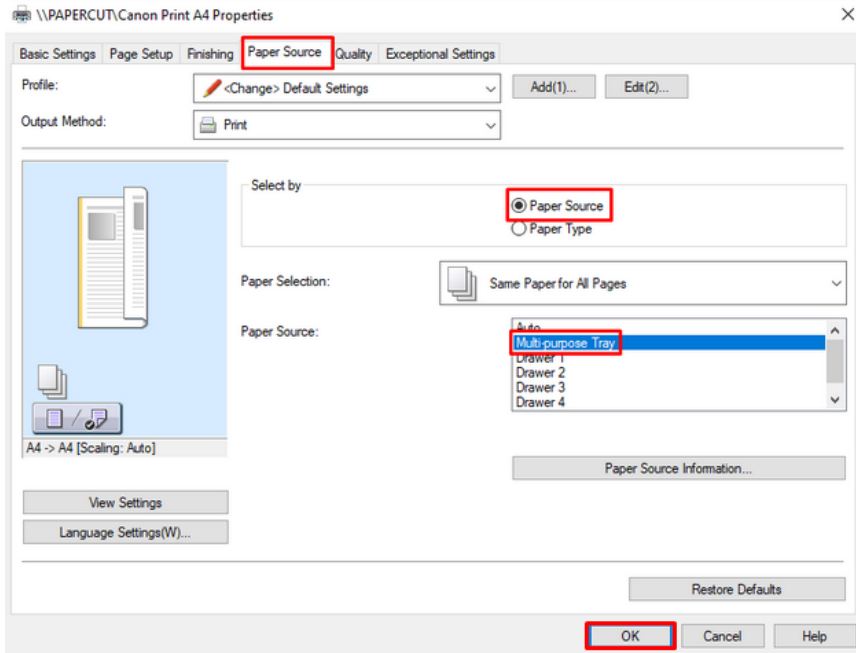 \\PAPERCUT\Canon Print A4 Properties
Basic Settings Page Setup Finishing Paper Source Quality Exceptional Settings
Profile: <Change> Default Settings Add(1)... Edit(2)...
Output Method: Print
Select by
Paper Source
Paper Type
Paper Selection: Same Paper for All Pages
Paper Source: Auto
Multi-purpose Tray
Drawer 1
Drawer 2
Drawer 3
Drawer 4
A4 -> A4 [Scaling: Auto]
Paper Source Information...
View Settings
Language Settings(W)...
Restore Defaults
OK Cancel Help